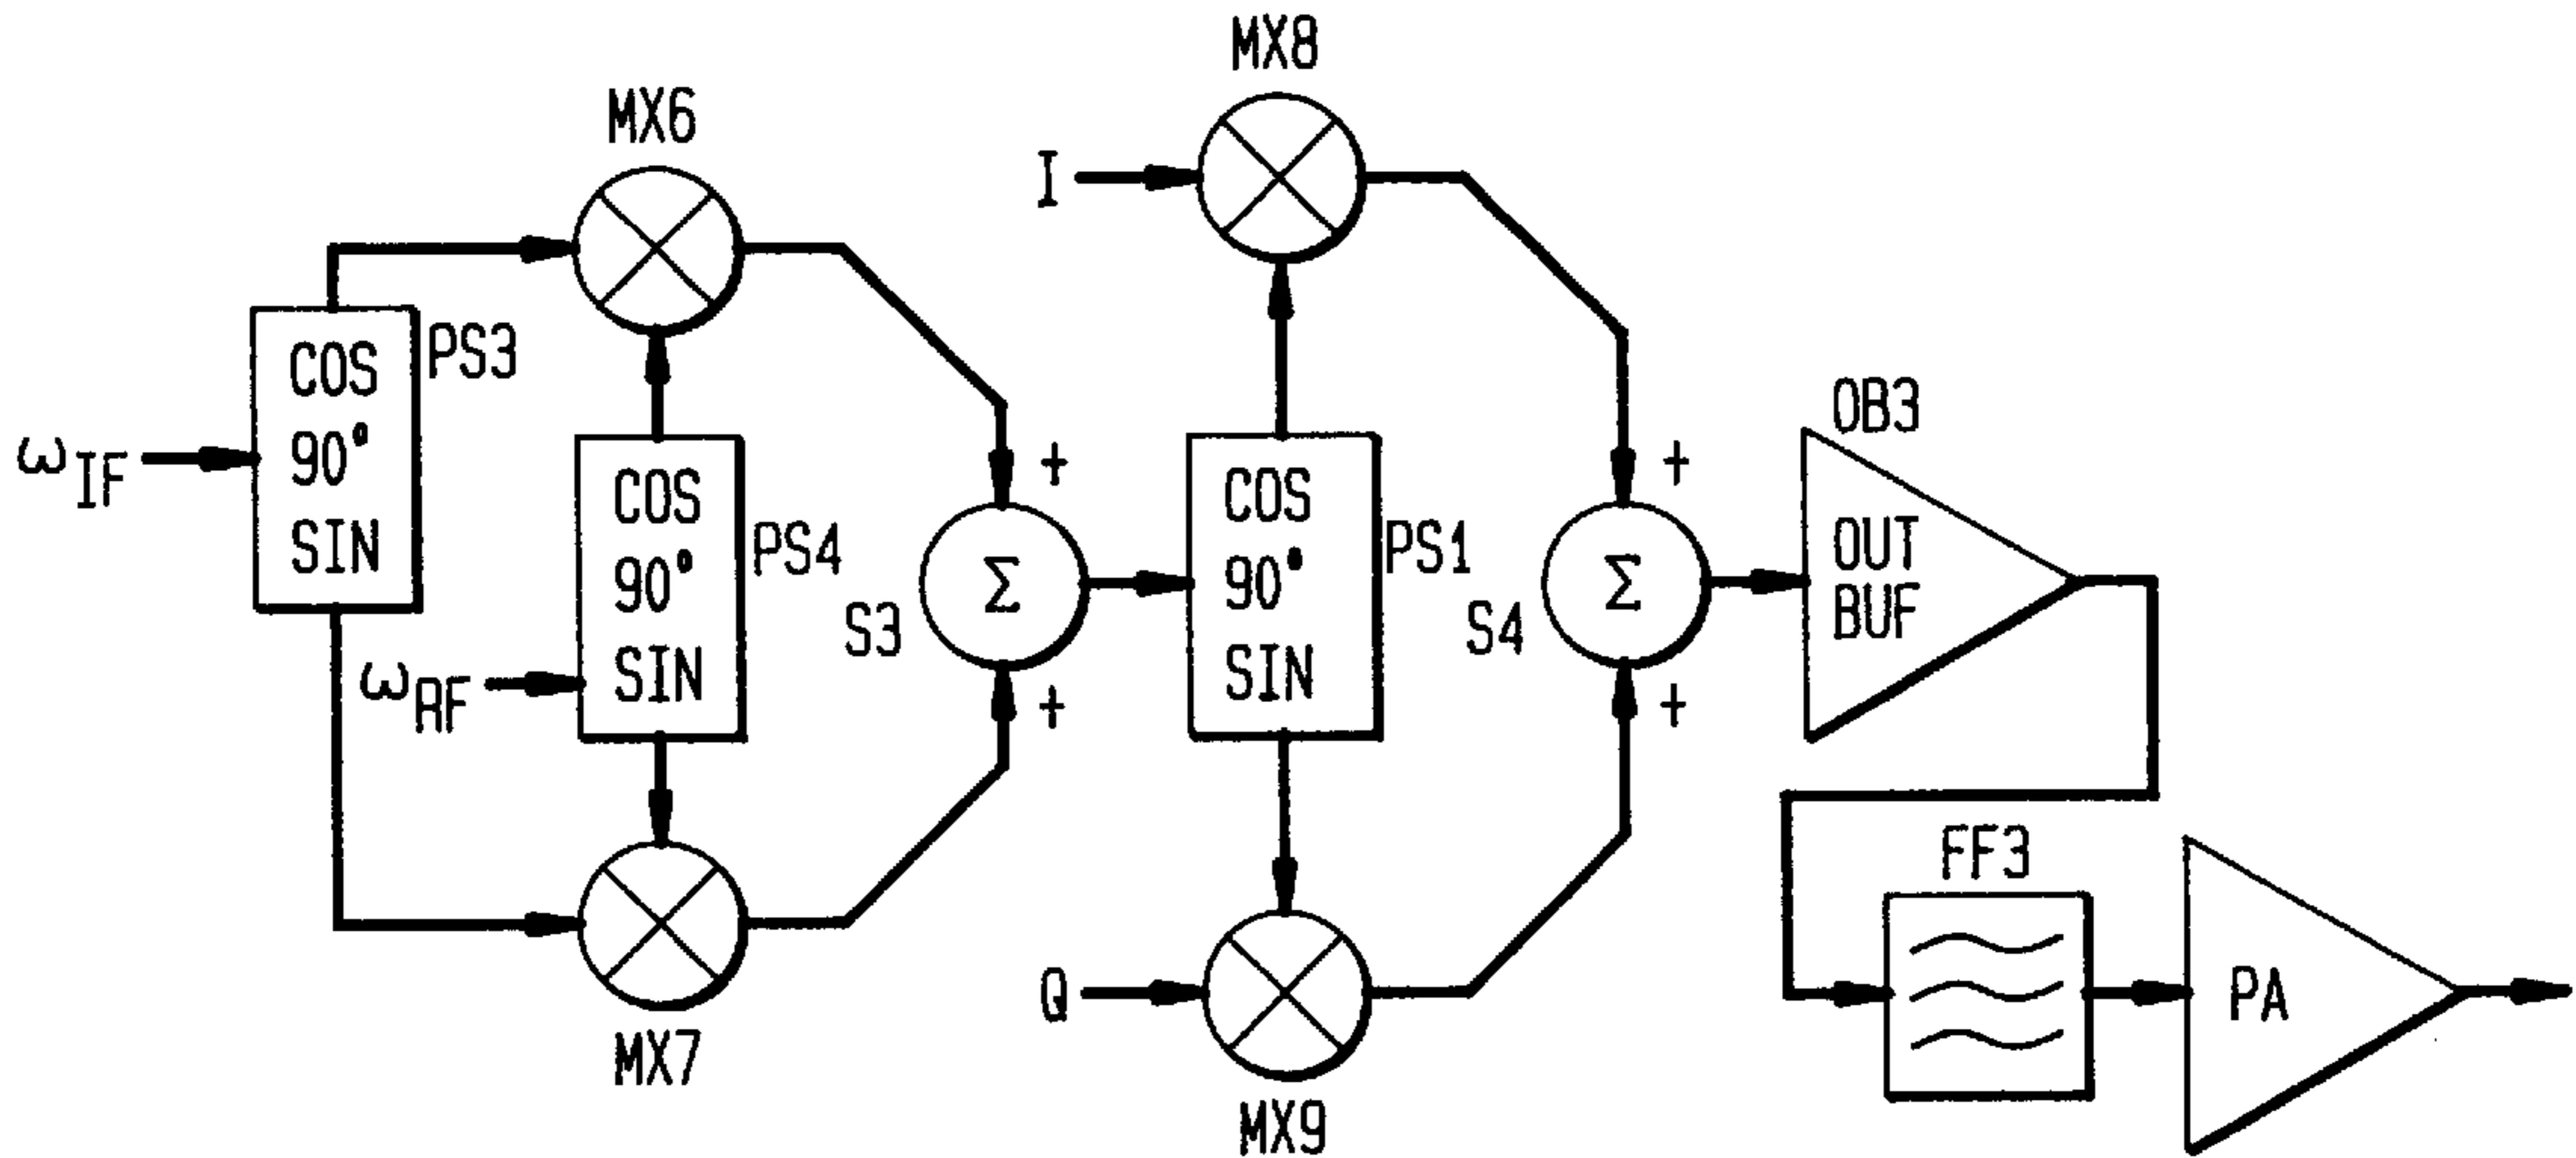 MX8
MX6
I
COS
90°
SIN
PS3
ωIF
COS
90°
SIN
PS4
ωRF
+
Σ
S3
+
COS
90°
SIN
PS1
+
Σ
S4
+
OB3
OUT
BUF
FF3
PA
Q
MX7
MX9